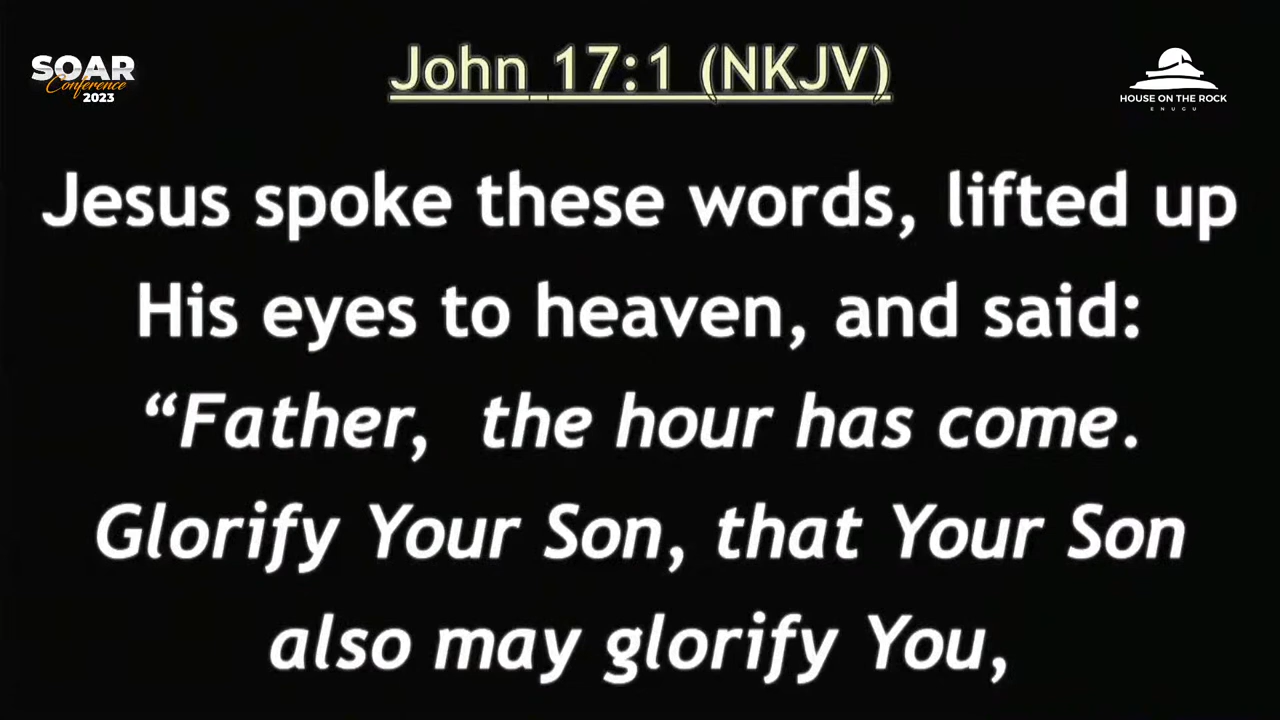 SOAR
Conference
2023
John 17:1 (NKJV)
HOUSE ON THE ROCK
ENUGU
Jesus spoke these words, lifted up
His eyes to heaven, and said:
“Father,  the hour has come.
Glorify Your Son, that Your Son
also may glorify You,